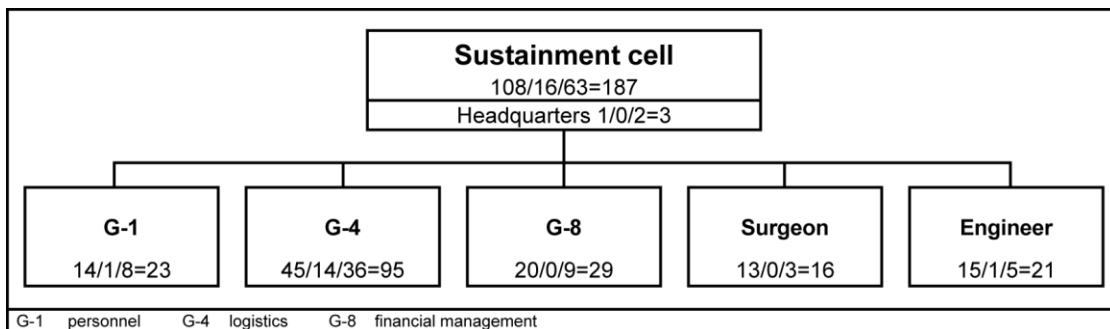 Sustainment cell
108/16/63=187
Headquarters 1/0/2=3
G-1
14/1/8=23
G-4
45/14/36=95
G-8
20/0/9=29
Surgeon
13/0/3=16
Engineer
15/1/5=21
G-1 personnel G-4 logistics G-8 financial management